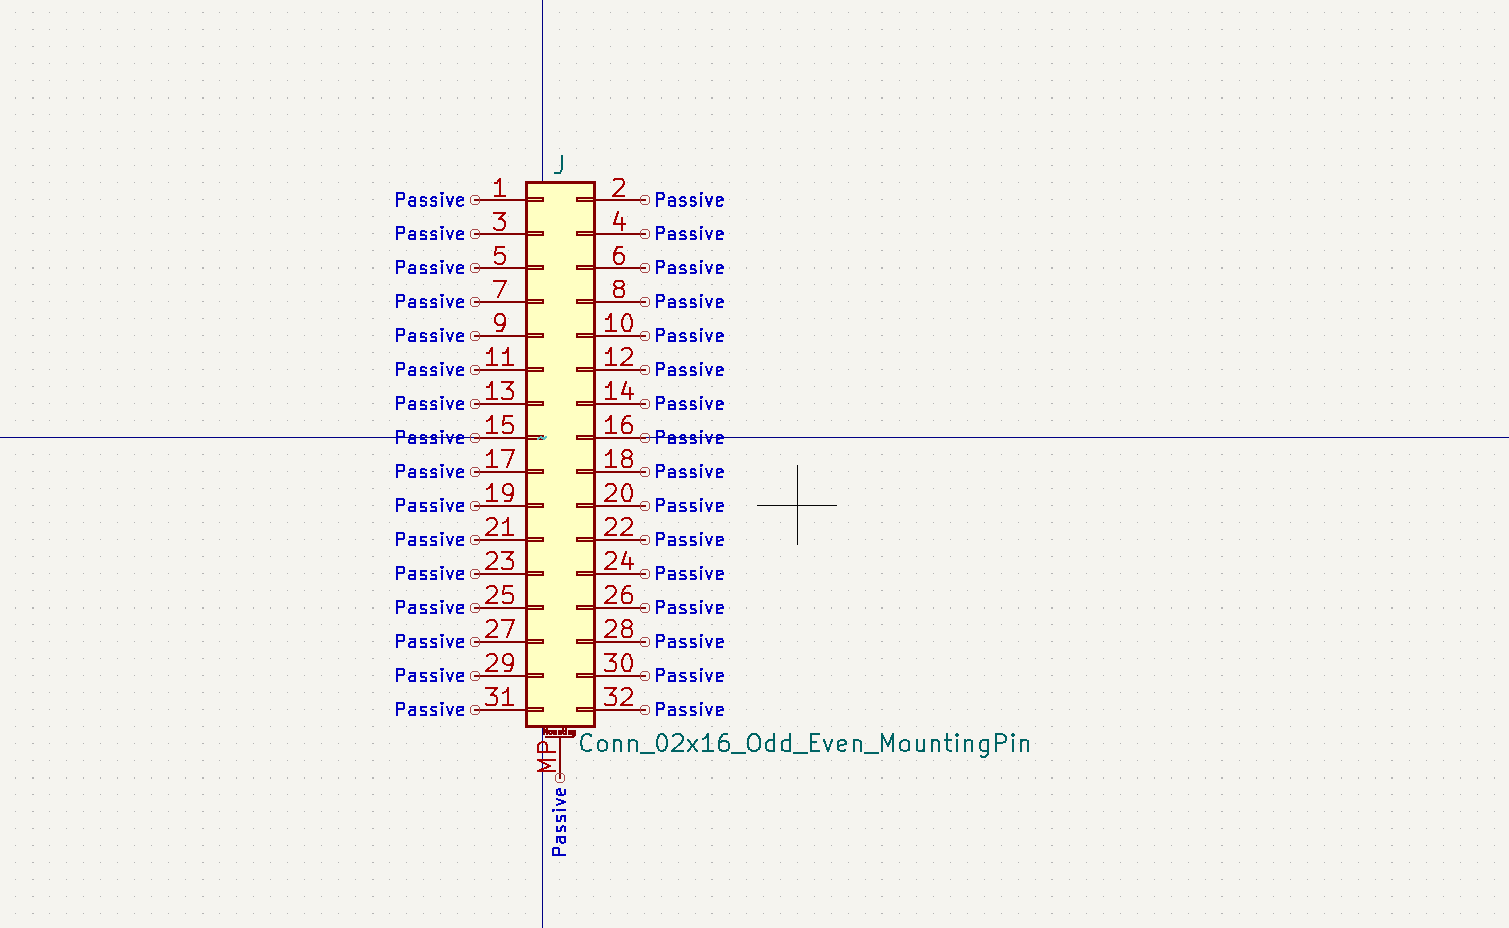 J
Passive 1 2 Passive
Passive 3 4 Passive
Passive 5 6 Passive
Passive 7 8 Passive
Passive 9 10 Passive
Passive 11 12 Passive
Passive 13 14 Passive
Passive 15 16 Passive
Passive 17 18 Passive
Passive 19 20 Passive
Passive 21 22 Passive
Passive 23 24 Passive
Passive 25 26 Passive
Passive 27 28 Passive
Passive 29 30 Passive
Passive 31 32 Passive
Mounting
Conn_02x16_Odd_Even_MountingPin
MP
Passive